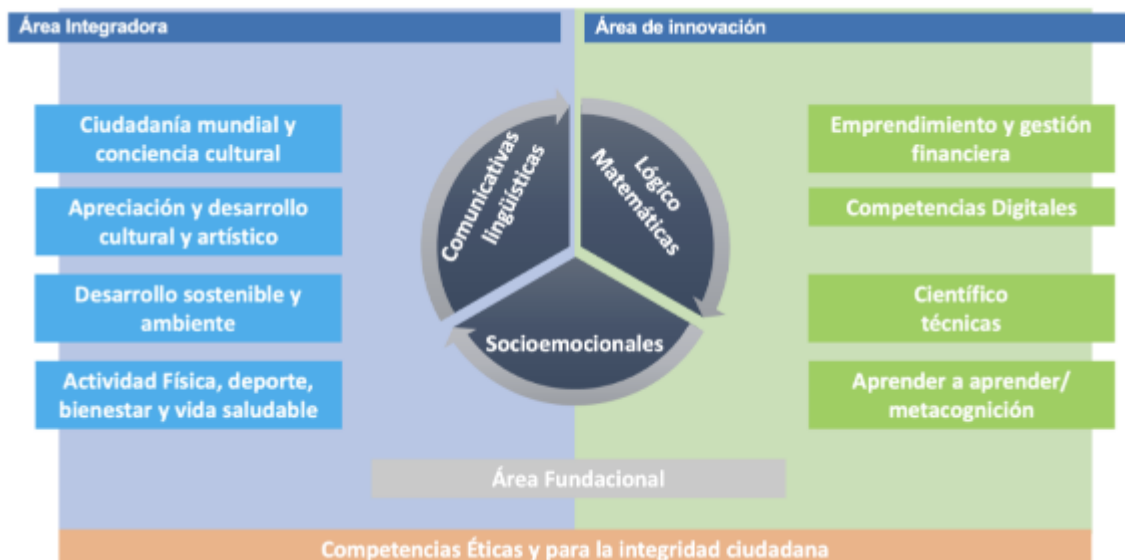 Área Integradora
Área de innovación
Ciudadanía mundial y
conciencia cultural
Apreciación y desarrollo
cultural y artístico
Desarrollo sostenible y
ambiente
Actividad Física, deporte,
bienestar y vida saludable
Comunicativas
lingüísticas
Lógico
Matemáticas
Socioemocionales
Emprendimiento y gestión
financiera
Competencias Digitales
Científico
técnicas
Aprender a aprender/
metacognición
Área Fundacional
Competencias Éticas y para la integridad ciudadana